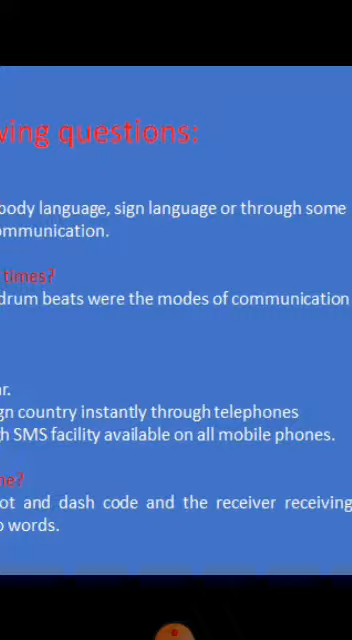 wing questions:
body language, sign language or through some
ommunication.
times?
drum beats were the modes of communication
ar.
gn country instantly through telephones
h SMS facility available on all mobile phones.
ne?
ot and dash code and the receiver receiving
o words.